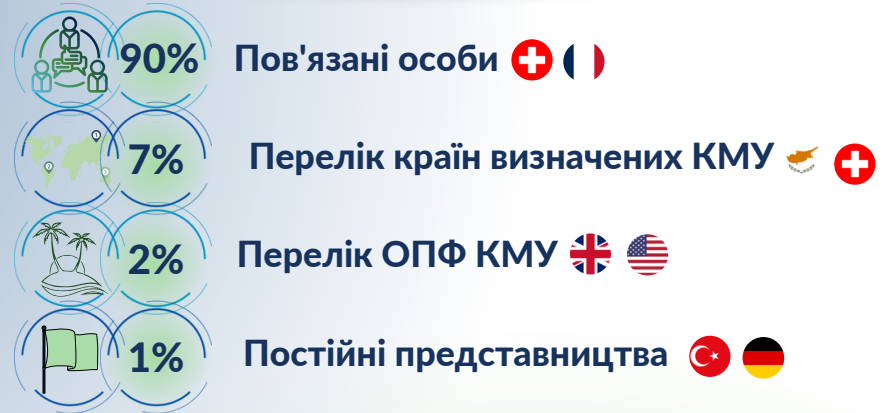 90% Пов'язані особи
7% Перелік країн визначених КМУ
2% Перелік ОПФ КМУ
1% Постійні представництва